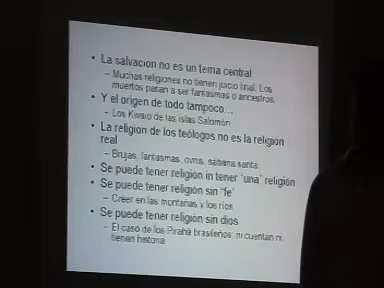 • La salvacion no es un tema central
– Muchas religiones no tienen juicio final. Los
muertos pasan a ser fantasmas o ancestros.
• Y el origen de todo tampoco...
– Los Kwaio de las islas Salomón
• La religion de los teólogos no es la religión
real
– Brujas, fantasmas, ovnis, sábana santa
• Se puede tener religion in tener "una" religión
• Se puede tener religión sin "fe"
– Creer en las montañas y los ríos
• Se puede tener religión sin dios
– El caso de los Pirahã brasileños, ni cuentan ni
tienen historia